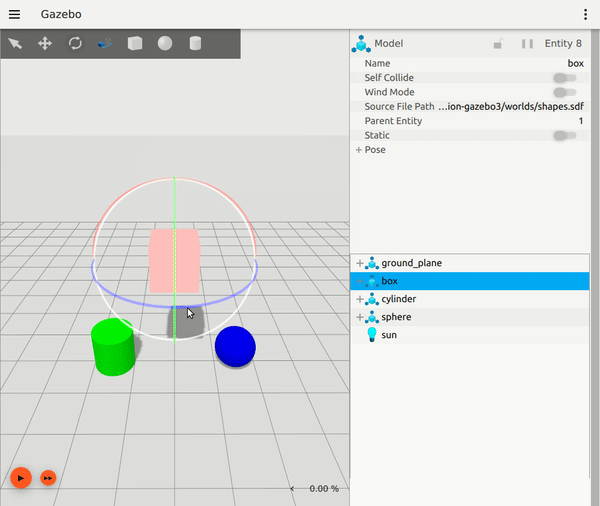 Gazebo
Model
Entity 8
Name box
Self Collide
Wind Mode
Source File Path ...ion-gazebo3/worlds/shapes.sdf
Parent Entity 1
Static
Pose
ground_plane
box
cylinder
sphere
sun
0.00 %